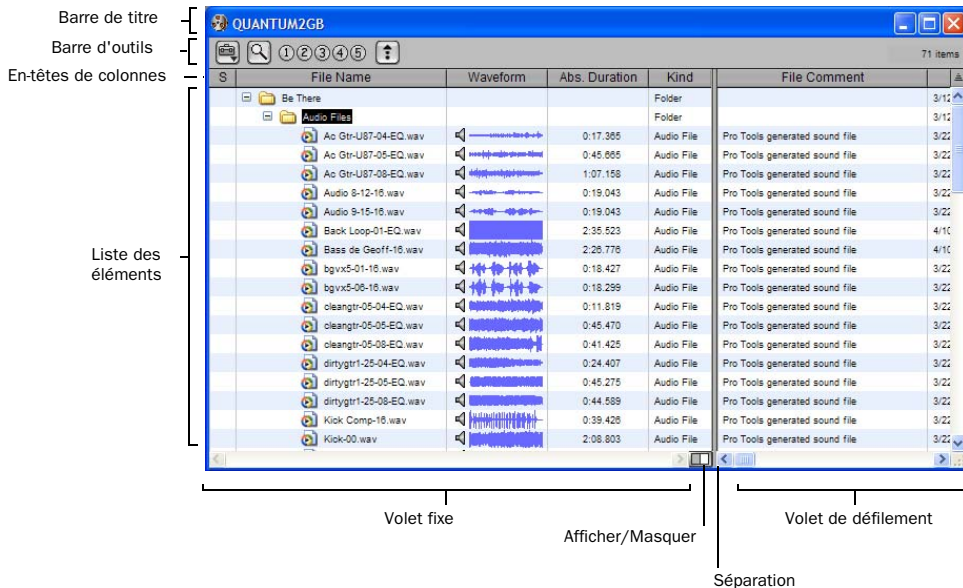 Barre de titre
QUANTUM2GB
Barre d'outils
1 2 3 4 5
71 items
En-têtes de colonnes
S File Name Waveform Abs. Duration Kind File Comment
Be There Folder 3/12
Audio Files Folder 3/12
Ac Gtr-U87-04-EQ.wav 0:17.365 Audio File Pro Tools generated sound file 3/22
Ac Gtr-U87-05-EQ.wav 0:45.665 Audio File Pro Tools generated sound file 3/22
Ac Gtr-U87-08-EQ.wav 1:07.158 Audio File Pro Tools generated sound file 3/22
Audio 8-12-16.wav 0:19.043 Audio File Pro Tools generated sound file 3/22
Audio 9-15-16.wav 0:19.043 Audio File Pro Tools generated sound file 3/22
Back Loop-01-EQ.wav 2:35.523 Audio File Pro Tools generated sound file 4/10
Bass de Geoff-16.wav 2:26.776 Audio File Pro Tools generated sound file 4/10
Liste des
éléments
bgvx5-01-16.wav 0:18.427 Audio File Pro Tools generated sound file 3/22
bgvx5-06-16.wav 0:18.299 Audio File Pro Tools generated sound file 3/22
cleangtr-05-04-EQ.wav 0:11.819 Audio File Pro Tools generated sound file 3/22
cleangtr-05-05-EQ.wav 0:45.470 Audio File Pro Tools generated sound file 3/22
cleangtr-05-08-EQ.wav 0:41.425 Audio File Pro Tools generated sound file 3/22
dirtygtr1-25-04-EQ.wav 0:24.407 Audio File Pro Tools generated sound file 3/22
dirtygtr1-25-05-EQ.wav 0:45.275 Audio File Pro Tools generated sound file 3/22
dirtygtr1-25-08-EQ.wav 0:44.589 Audio File Pro Tools generated sound file 3/22
Kick Comp-16.wav 0:39.426 Audio File Pro Tools generated sound file 3/22
Kick-00.wav 2:08.803 Audio File Pro Tools generated sound file 3/22
Volet fixe
Volet de défilement
Afficher/Masquer
Séparation